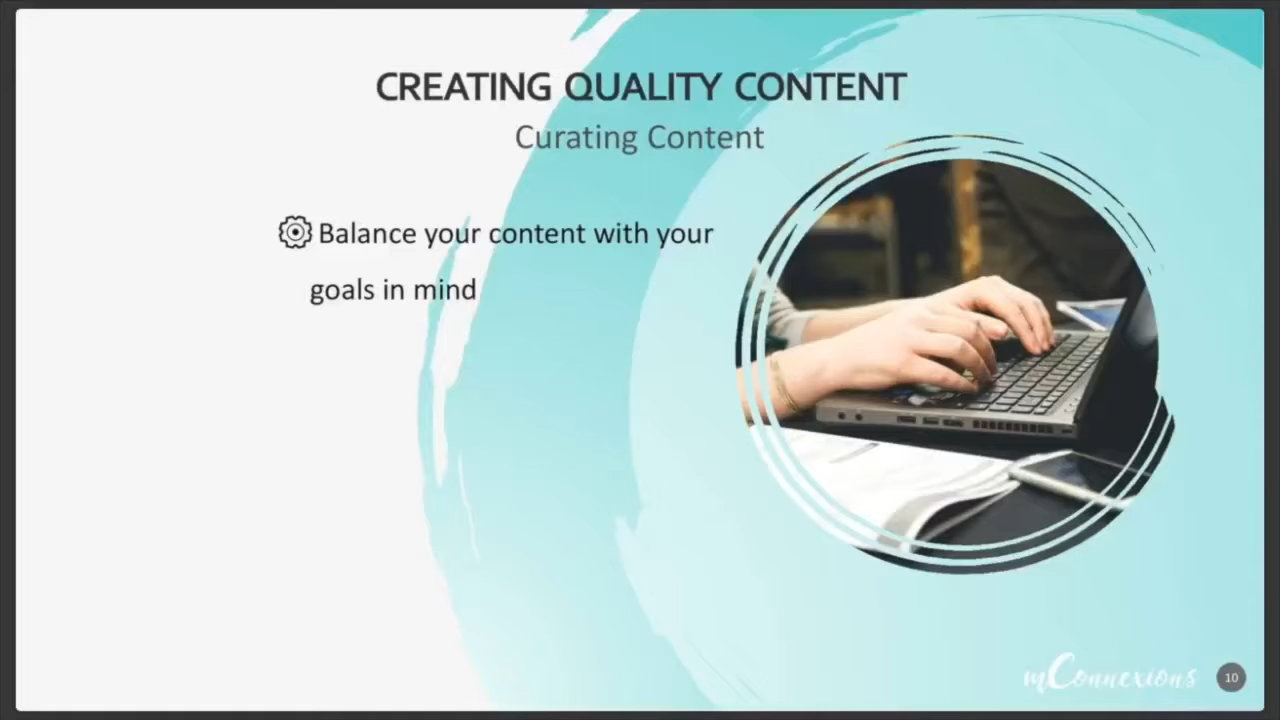 CREATING QUALITY CONTENT
Curating Content
Balance your content with your
goals in mind
mConnexions
10